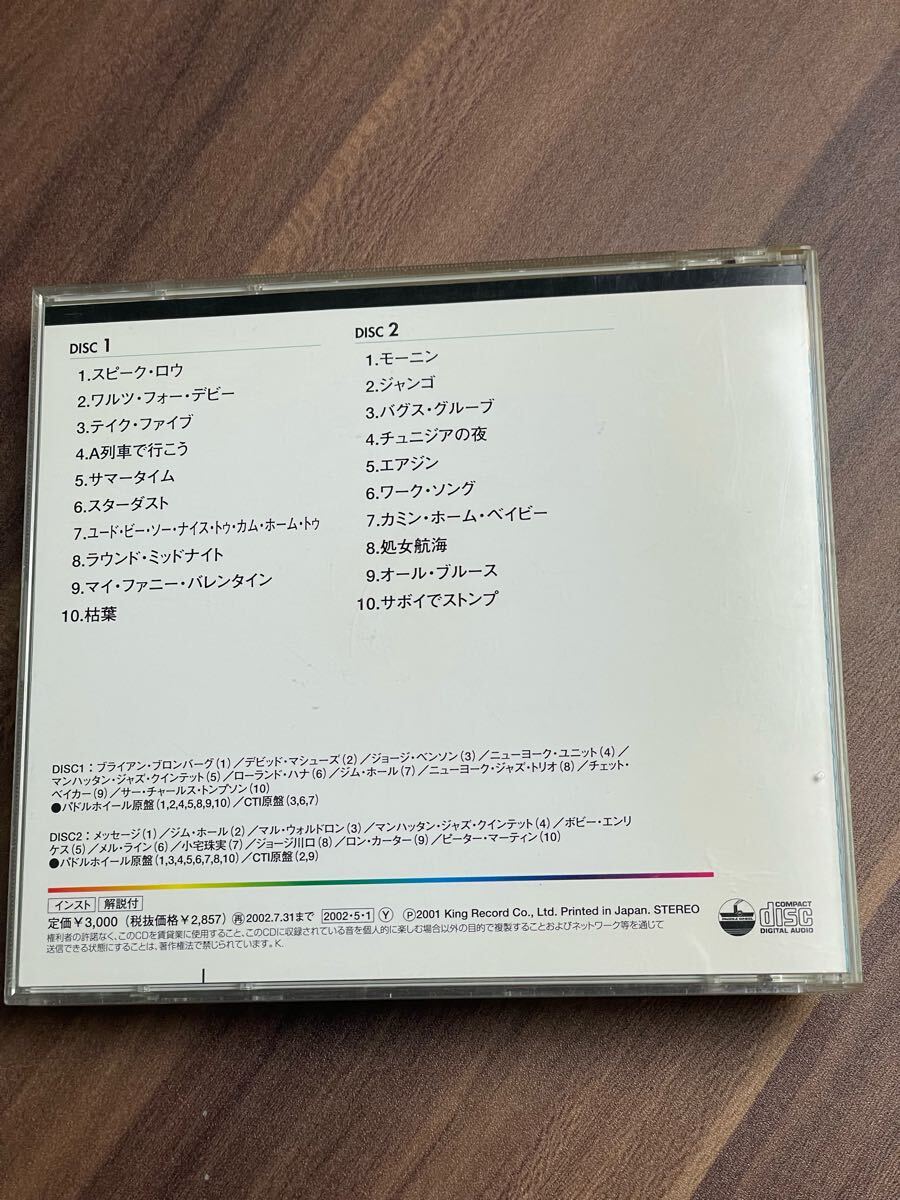 DISC 1
1.スピーク・ロウ
2.ワルツ・フォー・デビー
3.テイク・ファイブ
4.A列車で行こう
5.サマータイム
6.スターダスト
7.ユード・ビー・ソー・ナイス・トゥ・カム・ホーム・トゥ
8.ラウンド・ミッドナイト
9.マイ・ファニー・バレンタイン
10.枯葉
DISC 2
1.モーニン
2.ジャンゴ
3.バグス・グルーブ
4.チュニジアの夜
5.エアジン
6.ワーク・ソング
7.カミン・ホーム・ベイビー
8.処女航海
9.オール・ブルース
10.サボイでストンプ
DISC1:ブライアン・ブロンバーグ(1)/デビッド・マシューズ(2)/ジョージ・ベンソン(3)/ニューヨーク・ユニット(4)/
マンハッタン・ジャズ・クインテット(5)/ローランド・ハナ(6)/ジム・ホール(7)/ニューヨーク・ジャズ・トリオ(8)/チェット・
ベイカー(9)/サー・チャールス・トンプソン(10)
●パドルホイール原盤(1,2,4,5,8,9,10)/CTI原盤(3,6,7)
DISC2:メッセージ(1)/ジム・ホール(2)/マル・ウォルドロン(3)/マンハッタン・ジャズ・クインテット(4)/ボビー・エンリ
ケス(5)/メル・ライン(6)/小宅珠実(7)/ジョージ川口(8)/ロン・カーター(9)/ピーター・マーティン(10)
●パドルホイール原盤(1,3,4,5,6,7,8,10)/CTI原盤(2,9)
インスト 解説付
定価¥3,000(税抜価格¥2,857) 再2002.7.31まで 2002・5・1 Ⓨ Ⓟ2001 King Record Co., Ltd. Printed in Japan. STEREO
権利者の許諾なく、このCDを賃貸業に使用すること、このCDに収録されている音を個人的に楽しむ場合以外の目的で複製することおよびネットワーク等を通じて
送信できる状態にすることは、著作権法で禁じられています。K.
PADDLE WHEEL
COMPACT
disc
DIGITAL AUDIO